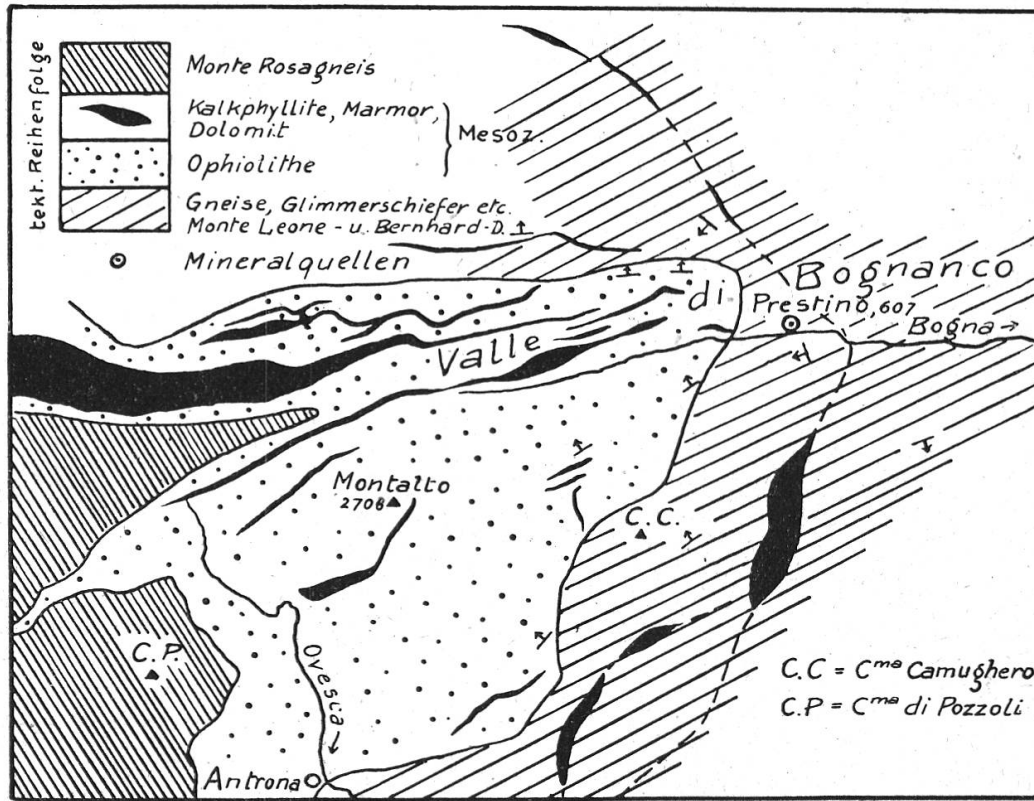 tekt. Reihenfolge
Monte Rosagneis
Kalkphyllite, Marmor,
Dolomit
Mesoz.
Ophiolithe
Gneise, Glimmerschiefer etc.
Monte Leone - u. Bernhard-D.
Mineralquellen
Bognanco
di
Prestino, 607
Bogna
Valle
Montalto
2708
C. C.
C. P.
Ovesca
C.C = Cma Camughero
C.P = Cma di Pozzoli
Antrona